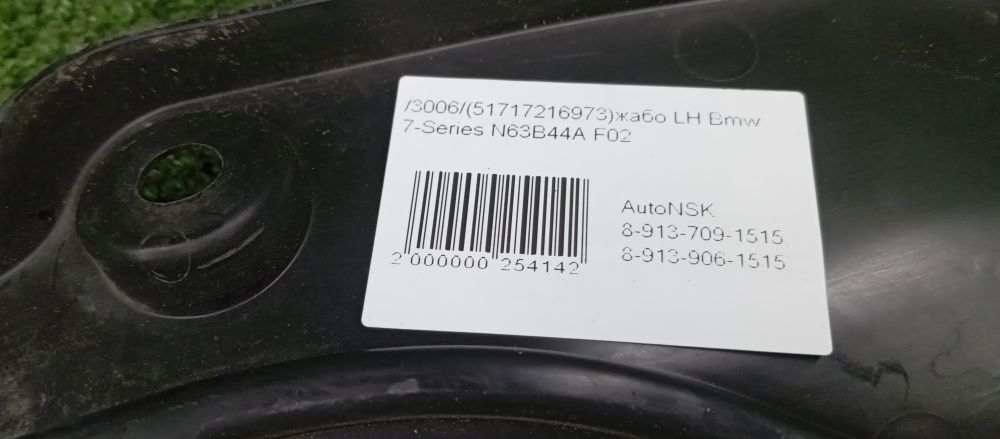 /3006/(51717216973)жабо LH Bmw
7-Series N63B44A F02
AutoNSK
8-913-709-1515
8-913-906-1515
2 000000 254142